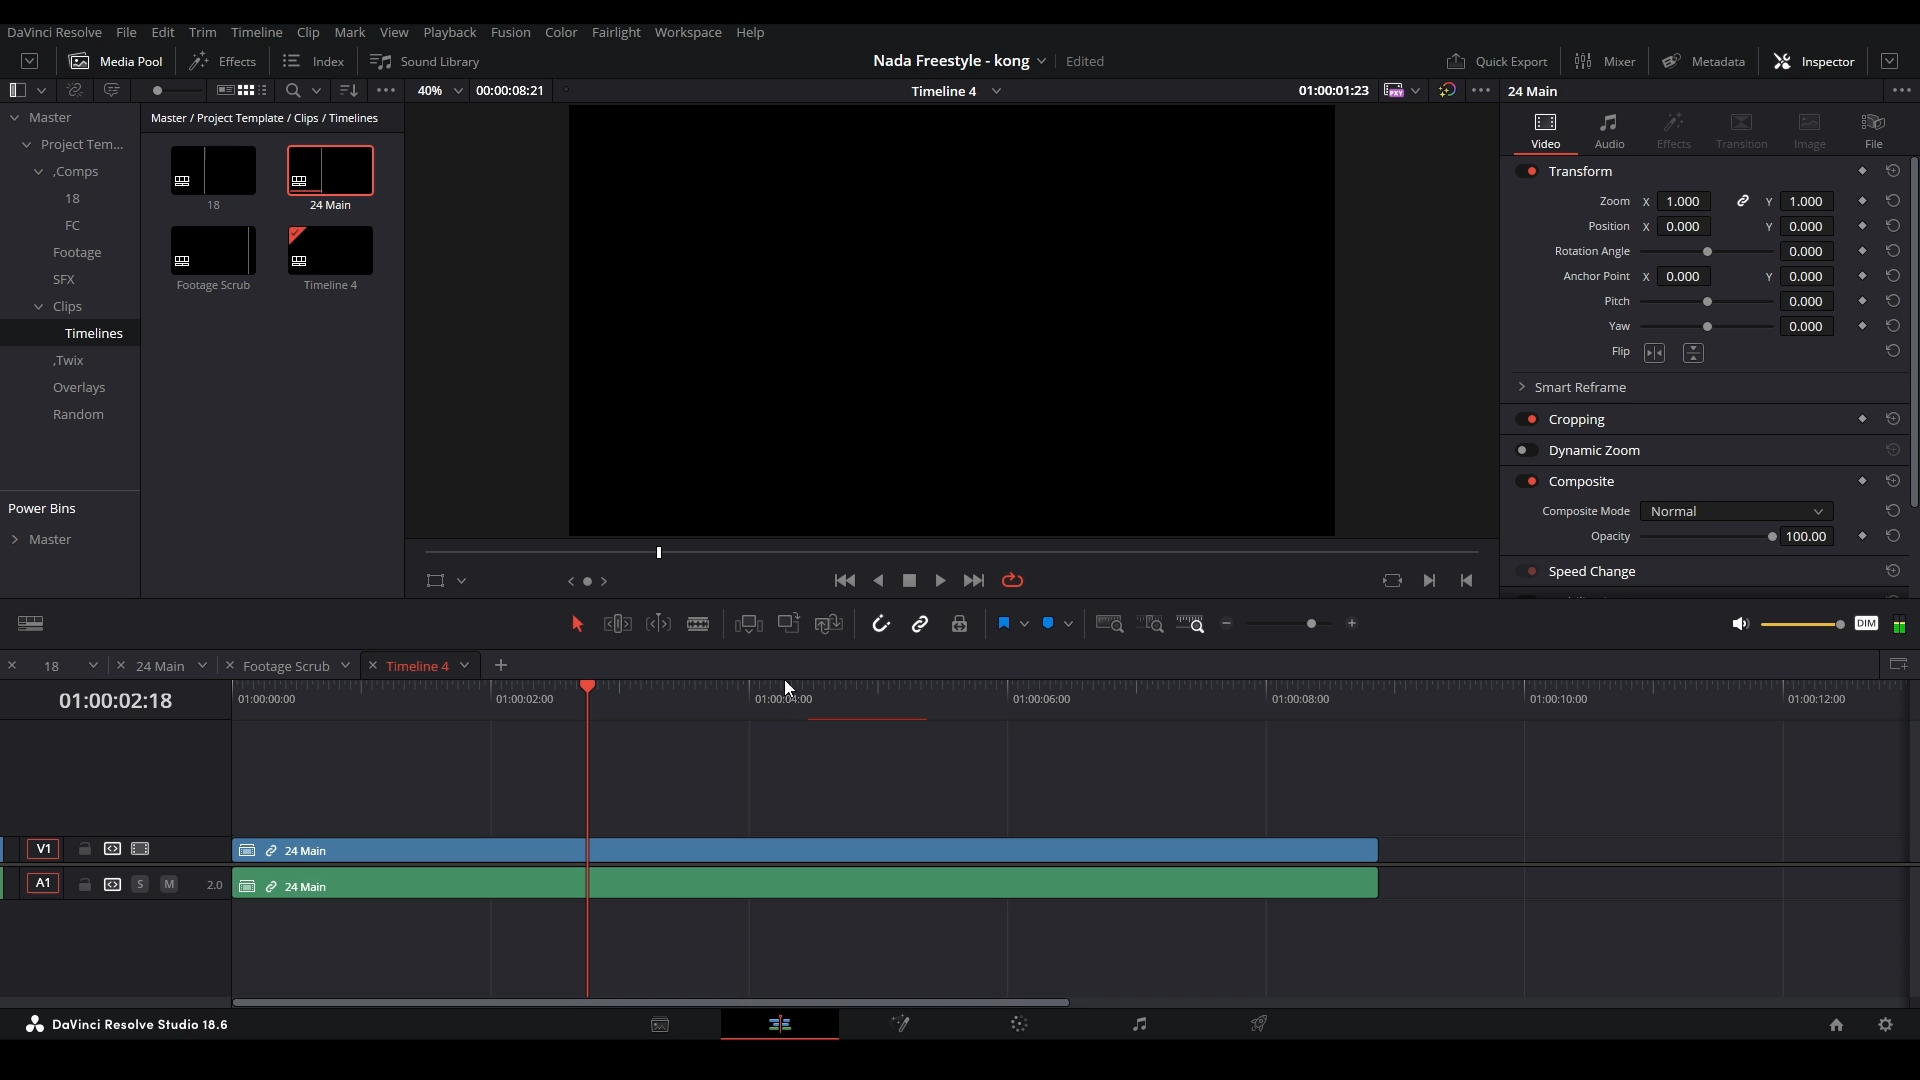 DaVinci Resolve File Edit Trim Timeline Clip Mark View Playback Fusion Color Fairlight Workspace Help
Media Pool Effects Index Sound Library Nada Freestyle - kong Edited Quick Export Mixer Metadata Inspector
40% 00:00:08:21 Timeline 4 01:00:01:23 PXY 24 Main
Master Master / Project Template / Clips / Timelines
Project Tem...
,Comps
18
FC
Footage
SFX
Clips
Timelines
,Twix
Overlays
Random
Power Bins
Master
18 24 Main
Footage Scrub Timeline 4
Video Audio Effects Transition Image File
Transform
Zoom X 1.000 Y 1.000
Position X 0.000 Y 0.000
Rotation Angle 0.000
Anchor Point X 0.000 Y 0.000
Pitch 0.000
Yaw 0.000
Flip
Smart Reframe
Cropping
Dynamic Zoom
Composite
Composite Mode Normal
Opacity 100.00
Speed Change
DIM
18 24 Main Footage Scrub Timeline 4
01:00:02:18 01:00:00:00 01:00:02:00 01:00:04:00 01:00:06:00 01:00:08:00 01:00:10:00 01:00:12:00
V1 24 Main
A1 S M 2.0 24 Main
DaVinci Resolve Studio 18.6